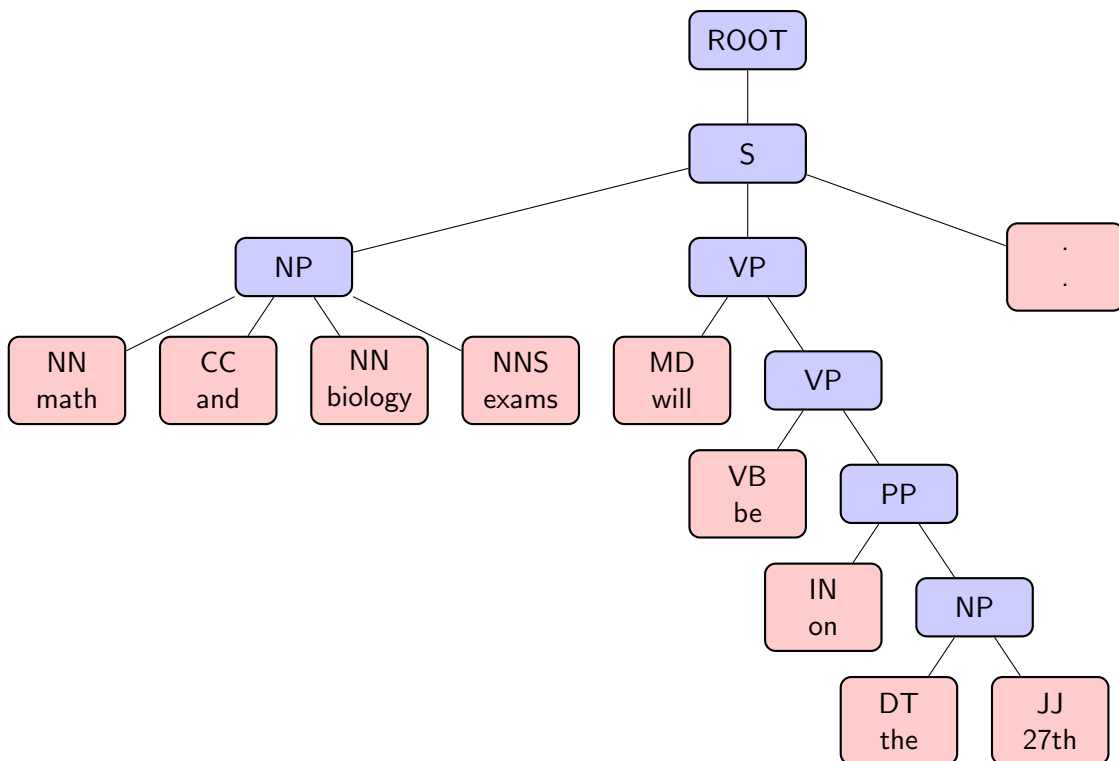 ROOT
S
NP
VP
.
.
NN
math
CC
and
NN
biology
NNS
exams
MD
will
VP
VB
be
PP
IN
on
NP
DT
the
JJ
27th